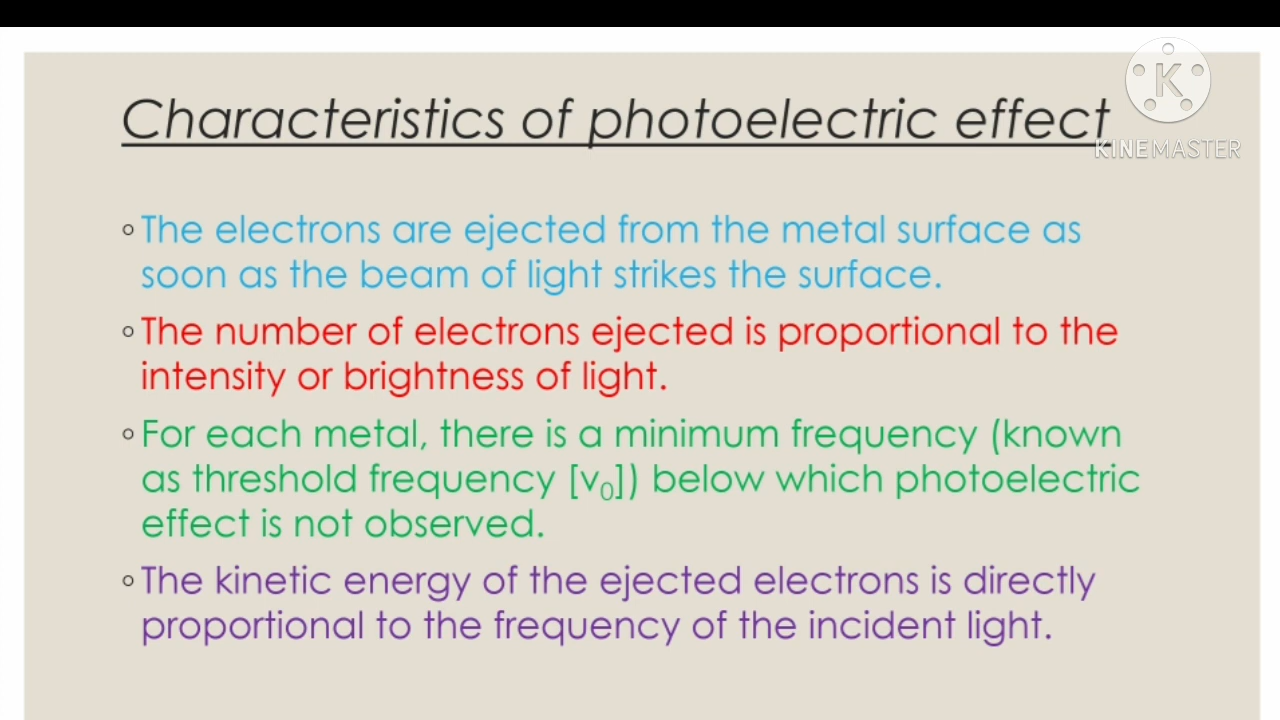 K
KINEMASTER
Characteristics of photoelectric effect
◦ The electrons are ejected from the metal surface as
soon as the beam of light strikes the surface.
◦ The number of electrons ejected is proportional to the
intensity or brightness of light.
◦ For each metal, there is a minimum frequency (known
as threshold frequency [v₀]) below which photoelectric
effect is not observed.
◦ The kinetic energy of the ejected electrons is directly
proportional to the frequency of the incident light.